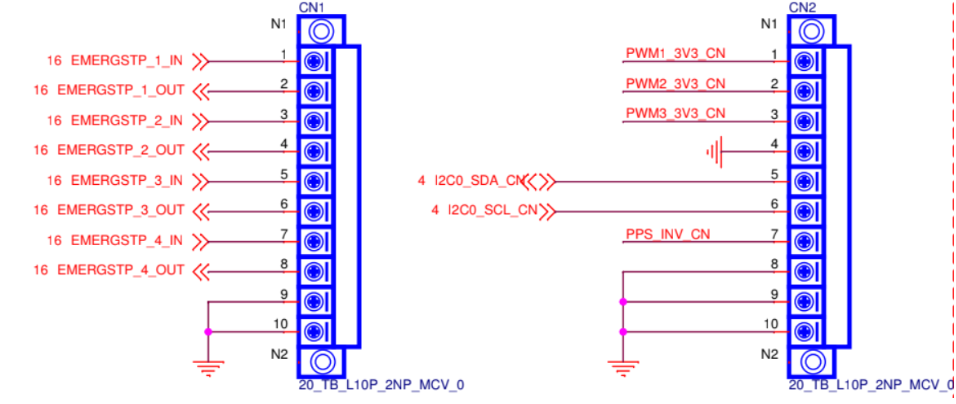 CN1
N1
1
16 EMERGSTP_1_IN
2
16 EMERGSTP_1_OUT
3
16 EMERGSTP_2_IN
4
16 EMERGSTP_2_OUT
5
16 EMERGSTP_3_IN
6
16 EMERGSTP_3_OUT
7
16 EMERGSTP_4_IN
8
16 EMERGSTP_4_OUT
9
10
N2
20_TB_L10P_2NP_MCV_0
CN2
N1
PWM1_3V3_CN
1
PWM2_3V3_CN
2
PWM3_3V3_CN
3
4
4 I2C0_SDA_CN
5
4 I2C0_SCL_CN
6
PPS_INV_CN
7
8
9
10
N2
20_TB_L10P_2NP_MCV_0